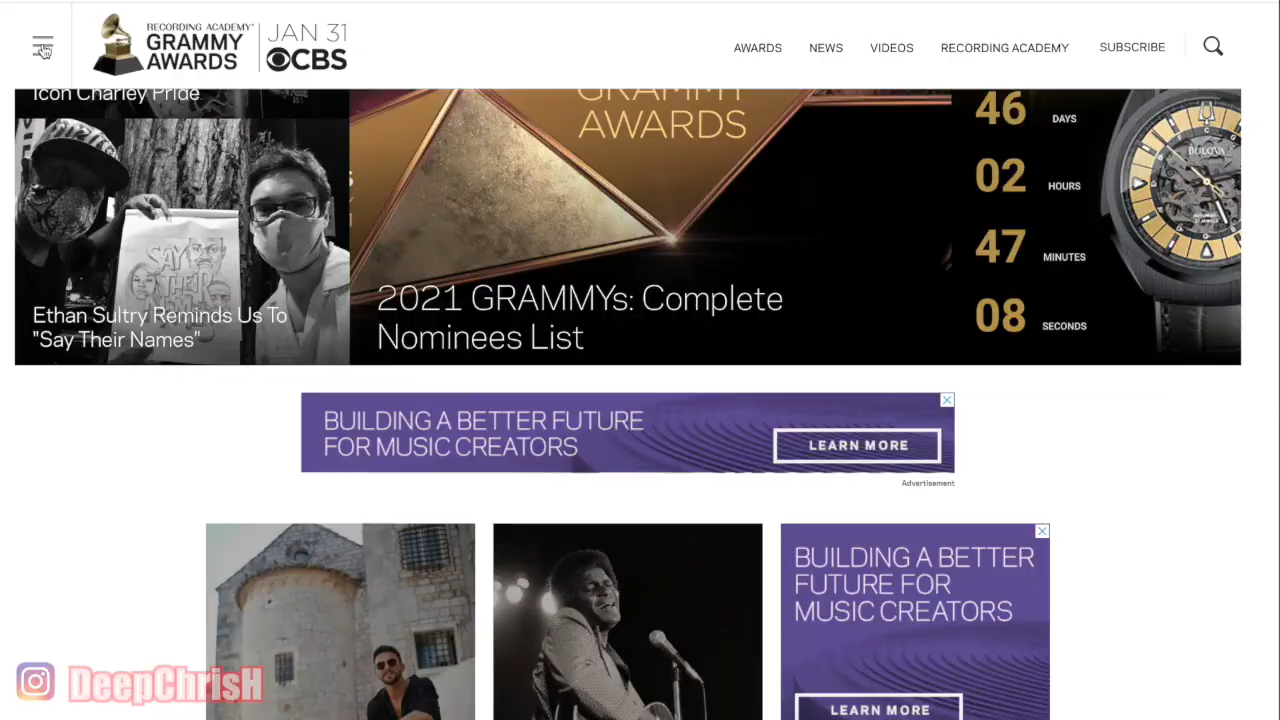 RECORDING ACADEMY
GRAMMY
AWARDS
JAN 31
CBS
AWARDS
NEWS
VIDEOS
RECORDING ACADEMY
SUBSCRIBE
Icon Charley Pride
SAY
THEIR
Ethan Sultry Reminds Us To
"Say Their Names"
GRAMMY
AWARDS
2021 GRAMMYs: Complete
Nominees List
46 DAYS
02 HOURS
47 MINUTES
08 SECONDS
BULOVA
BUILDING A BETTER FUTURE
FOR MUSIC CREATORS
LEARN MORE
Advertisement
BUILDING A BETTER
FUTURE FOR
MUSIC CREATORS
LEARN MORE
DeepChrisH